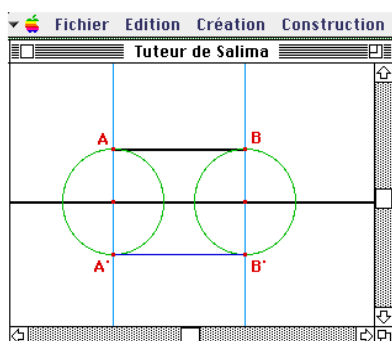 Fichier Edition Création Construction
Tuteur de Salima
A B
A' B'